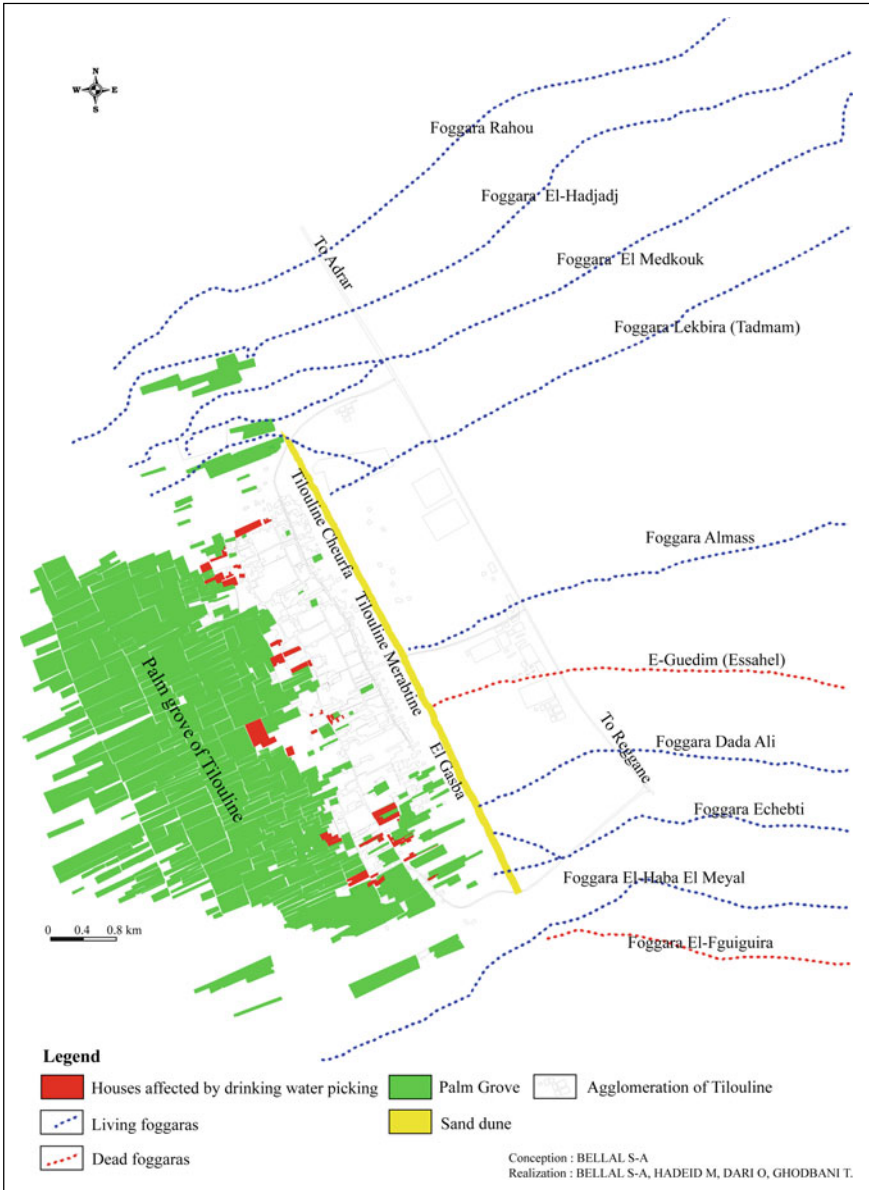 N
W E
S
Foggara Rahou
Foggara El-Hadjadj
To Adrar
Foggara El Medkouk
Foggara Lekbira (Tadmam)
Tilouline Cheurfa
Foggara Almass
Tilouline Merabtine
E-Guedim (Essahel)
Palm grove of Tilouline
To Reggane
Foggara Dada Ali
El Gasba
Foggara Echebti
Foggara El-Haba El Meyal
Foggara El-Fguiguira
0 0.4 0.8 km
Legend
Houses affected by drinking water picking
Palm Grove
Agglomeration of Tilouline
Living foggaras
Sand dune
Dead foggaras
Conception : BELLAL S-A
Realization : BELLAL S-A, HADEID M, DARI O, GHODBANI T.